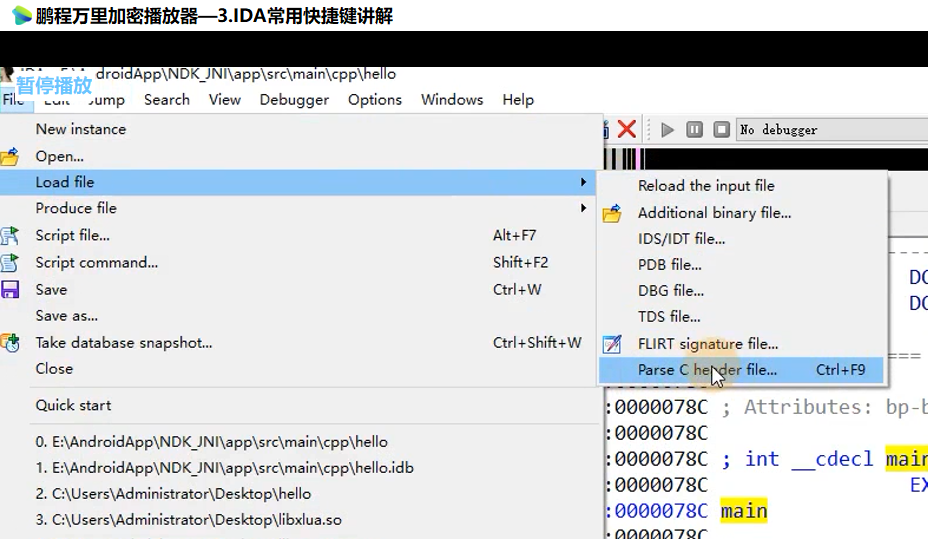 鹏程万里加密播放器—3.IDA常用快捷键讲解
暂停播放
droidApp\NDK_JNI\app\src\main\cpp\hello
File Edit Jump Search View Debugger Options Windows Help
New instance
Open...
Load file
Produce file
Script file... Alt+F7
Script command... Shift+F2
Save Ctrl+W
Save as...
Take database snapshot... Ctrl+Shift+W
Close
Quick start
0. E:\AndroidApp\NDK_JNI\app\src\main\cpp\hello
1. E:\AndroidApp\NDK_JNI\app\src\main\cpp\hello.idb
2. C:\Users\Administrator\Desktop\hello
3. C:\Users\Administrator\Desktop\libxlua.so
No debugger
Reload the input file
Additional binary file...
IDS/IDT file...
PDB file...
DBG file...
TDS file...
FLIRT signature file...
Parse C header file... Ctrl+F9
DC
DC
===
:0000078C ; Attributes: bp-b
:0000078C
:0000078C ; int __cdecl main
:0000078C EX
:0000078C main
:0000078C